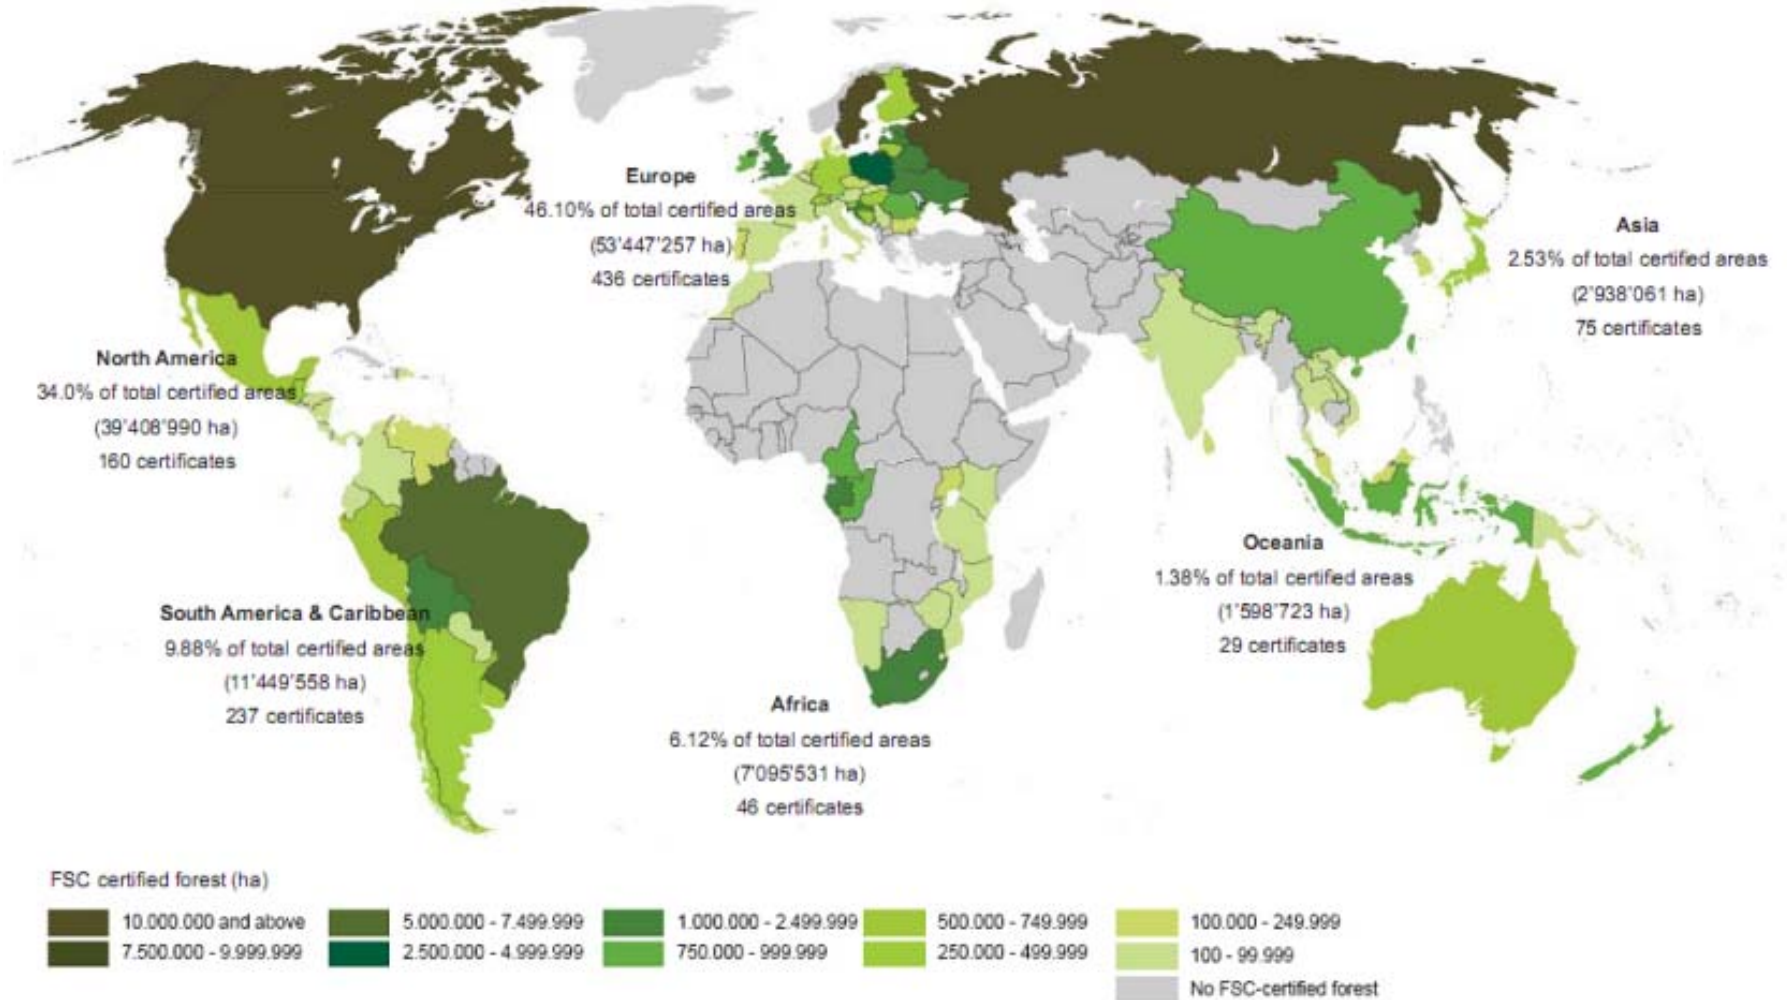 Europe
46.10% of total certified areas
(53'447'257 ha)
436 certificates
Asia
2.53% of total certified areas
(2'938'061 ha)
75 certificates
North America
34.0% of total certified areas
(39'408'990 ha)
160 certificates
Oceania
1.38% of total certified areas
(1'598'723 ha)
29 certificates
South America & Caribbean
9.88% of total certified areas
(11'449'558 ha)
237 certificates
Africa
6.12% of total certified areas
(7'095'531 ha)
46 certificates
FSC certified forest (ha)
10.000.000 and above
7.500.000 - 9.999.999
5.000.000 - 7.499.999
2.500.000 - 4.999.999
1.000.000 - 2.499.999
750.000 - 999.999
500.000 - 749.999
250.000 - 499.999
100.000 - 249.999
100 - 99.999
No FSC-certified forest